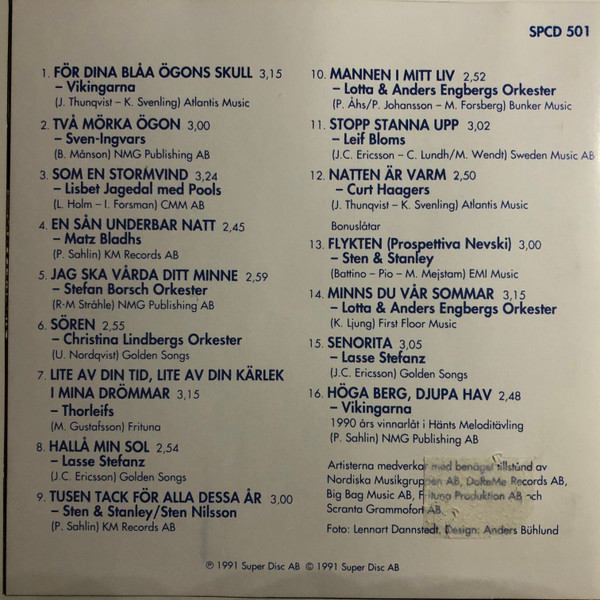 SPCD 501
1. FÖR DINA BLÅA ÖGONS SKULL 3,15
– Vikingarna
(J. Thunqvist – K. Svenling) Atlantis Music
2. TVÅ MÖRKA ÖGON 3,00
– Sven-Ingvars
(B. Månson) NMG Publishing AB
3. SOM EN STORMVIND 3,24
– Lisbet Jagedal med Pools
(L. Holm – I. Forsman) CMM AB
4. EN SÅN UNDERBAR NATT 2,45
– Matz Bladhs
(P. Sahlin) KM Records AB
5. JAG SKA VÅRDA DITT MINNE 2,59
– Stefan Borsch Orkester
(R-M Stråhle) NMG Publishing AB
6. SÖREN 2,55
– Christina Lindbergs Orkester
(U. Nordqvist) Golden Songs
7. LITE AV DIN TID, LITE AV DIN KÄRLEK
I MINA DRÖMMAR 3,15
– Thorleifs
(M. Gustafsson) Frituna
8. HALLÅ MIN SOL 2,54
– Lasse Stefanz
(J.C. Ericsson) Golden Songs
9. TUSEN TACK FÖR ALLA DESSA ÅR 3,00
– Sten & Stanley/Sten Nilsson
(P. Sahlin) KM Records AB
10. MANNEN I MITT LIV 2,52
– Lotta & Anders Engbergs Orkester
(P. Åhs/P. Johansson – M. Forsberg) Bunker Music
11. STOPP STANNA UPP 3,02
– Leif Bloms
(J.C. Ericsson – C. Lundh/M. Wendt) Sweden Music AB
12. NATTEN ÄR VARM 2,50
– Curt Haagers
(J. Thunqvist – K. Svenling) Atlantis Music
Bonuslåtar
13. FLYKTEN (Prospettiva Nevski) 3,00
– Sten & Stanley
(Battino – Pio – M. Mejstam) EMI Music
14. MINNS DU VÅR SOMMAR 3,15
– Lotta & Anders Engbergs Orkester
(K. Ljung) First Floor Music
15. SENORITA 3,05
– Lasse Stefanz
(J.C. Ericsson) Golden Songs
16. HÖGA BERG, DJUPA HAV 2,48
– Vikingarna
1990 års vinnarlåt i Hänts Meloditävling
(P. Sahlin) NMG Publishing AB
Artisterna medverkar med benäget tillstånd av
Nordiska Musikgruppen AB, DoReMe Records AB,
Big Bag Music AB, Frituna Produktion AB och
Scranta Grammofort AB.
Foto: Lennart Dannstedt. Design: Anders Bühlund
℗ 1991 Super Disc AB © 1991 Super Disc AB